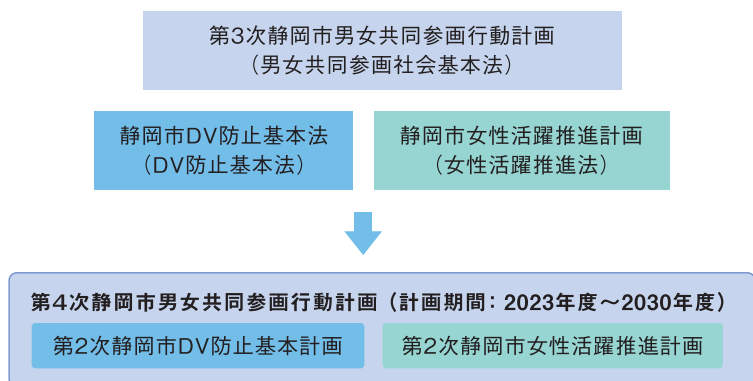 第3次静岡市男女共同参画行動計画
（男女共同参画社会基本法）
静岡市DV防止基本法
（DV防止基本法）
静岡市女性活躍推進計画
（女性活躍推進法）
第4次静岡市男女共同参画行動計画（計画期間：2023年度～2030年度）
第2次静岡市DV防止基本計画
第2次静岡市女性活躍推進計画